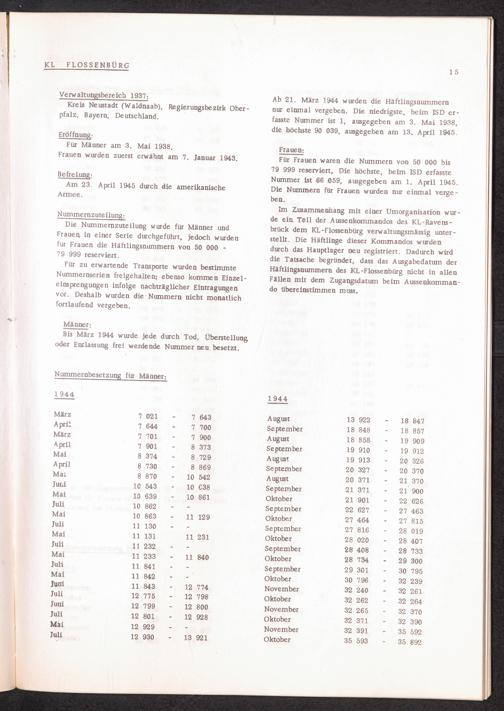 KL FLOSSENBÜRG
15
Verwaltungsbereich 1937:
Kreis Neustadt (Waldnaab), Regierungsbezirk Ober-
pfalz, Bayern, Deutschland.
Eröffnung:
Für Männer am 3. Mai 1938,
Frauen wurden zuerst erwähnt am 7. Januar 1943.
Befreiung:
Am 23. April 1945 durch die amerikanische
Armee.
Nummernzuteilung:
Die Nummernzuteilung wurde für Männer und
Frauen in einer Serie durchgeführt, jedoch wurden
für Frauen die Häftlingsnummern von 50 000 -
79 999 reserviert.
Für zu erwartende Transporte wurden bestimmte
Nummernserien freigehalten; ebenso kommen Einzel-
einsprengungen infolge nachträglicher Eintragungen
vor. Deshalb wurden die Nummern nicht monatlich
fortlaufend vergeben.
Männer:
Bis März 1944 wurde jede durch Tod, Überstellung
oder Entlassung frei werdende Nummer neu besetzt.
Ab 21. März 1944 wurden die Häftlingsnummern
nur einmal vergeben. Die niedrigste, beim ISD er-
fasste Nummer ist 1, ausgegeben am 3. Mai 1938,
die höchste 90 039, ausgegeben am 13. April 1945.
Frauen:
Für Frauen waren die Nummern von 50 000 bis
79 999 reserviert, Die höchste, beim ISD erfasste
Nummer ist 66 059, ausgegeben am 1. April 1945.
Die Nummern für Frauen wurden nur einmal verge-
ben.
Im Zusammenhang mit einer Umorganisation wur-
de ein Teil der Aussenkommandos des KL-Ravens-
brück dem KL-Flossenbürg verwaltungsmässig unter-
stellt. Die Häftlinge dieser Kommandos wurden
durch das Hauptlager neu registriert. Dadurch wird
die Tatsache begründet, dass das Ausgabedatum der
Häftlingsnummern des KL-Flossenbürg nicht in allen
Fällen mit dem Zugangsdatum beim Aussenkomman-
do übereinstimmen muss.
Nummernbesetzung für Männer:
1944
März 7 021 - 7 643
April 7 644 - 7 700
März 7 701 - 7 900
April 7 901 - 8 373
Mai 8 374 - 8 729
April 8 730 - 8 869
Mai 8 870 - 10 542
Juni 10 543 - 10 638
Mai 10 639 - 10 861
Juli 10 862 - -
Mai 10 863 - 11 129
Juli 11 130 - -
Mai 11 131 11 231
Juli 11 232 - -
Mai 11 233 - 11 840
Juli 11 841 - -
Mai 11 842 - -
Juni 11 843 - 12 774
Juli 12 775 - 12 798
Juni 12 799 - 12 800
Juli 12 801 - 12 928
Mai 12 929 - -
Juli 12 930 - 13 921
1944
August 13 922 - 18 847
September 18 848 - 18 857
August 18 858 - 19 909
September 19 910 - 19 912
August 19 913 - 20 326
September 20 327 - 20 370
August 20 371 - 21 370
September 21 371 - 21 900
Oktober 21 901 - 22 626
September 22 627 - 27 463
Oktober 27 464 - 27 815
September 27 816 - 28 019
Oktober 28 020 - 28 407
September 28 408 - 28 733
Oktober 28 734 - 29 300
September 29 301 - 30 795
Oktober 30 796 - 32 239
November 32 240 - 32 261
Oktober 32 262 - 32 264
November 32 265 - 32 370
Oktober 32 371 - 32 390
November 32 391 - 35 592
Oktober 35 593 - 35 892